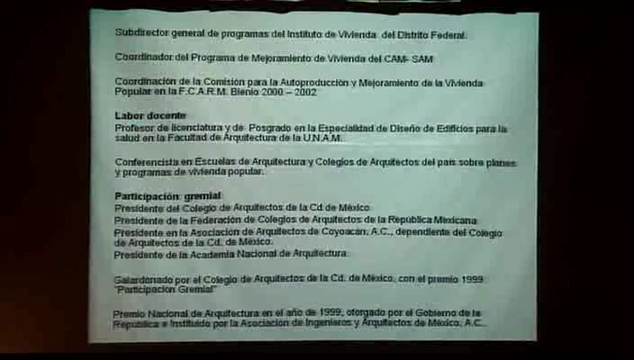 Subdirector general de programas del Instituto de Vivienda del Distrito Federal.
Coordinador del Programa de Mejoramiento de Vivienda del CAM- SAM
Coordinación de la Comisión para la Autoproducción y Mejoramiento de la Vivienda
Popular en la F.C.A.R.M. Bienio 2000 – 2002
Labor docente
Profesor de licenciatura y de Posgrado en la Especialidad de Diseño de Edificios para la
salud en la Facultad de Arquitectura de la U.N.A.M.
Conferencista en Escuelas de Arquitectura y Colegios de Arquitectos del país sobre planes
y programas de vivienda popular.
Participación gremial
Presidente del Colegio de Arquitectos de la Cd de México
Presidente de la Federación de Colegios de Arquitectos de la Republica Mexicana
Presidente en la Asociación de Arquitectos de Coyoacán, A.C., dependiente del Colegio
de Arquitectos de la Cd. de México.
Presidente de la Academia Nacional de Arquitectura.
Galardonado por el Colegio de Arquitectos de la Cd. de México, con el premio 1999
"Participación Gremial"
Premio Nacional de Arquitectura en el año de 1999, otorgado por el Gobierno de la
Republica e Instituido por la Asociación de Ingenieros y Arquitectos de México, A.C.